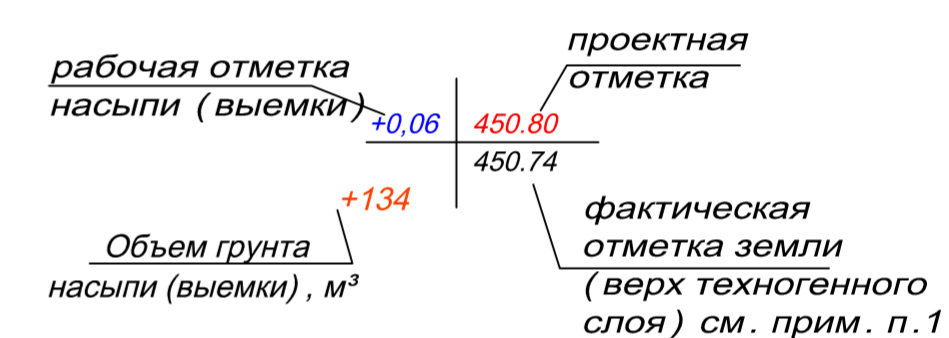 проектная
отметка
рабочая отметка
насыпи (выемки)
+0,06
450.80
450.74
+134
Объем грунта
насыпи (выемки) , м³
фактическая
отметка земли
(верх техногенного
слоя) см. прим. п.1